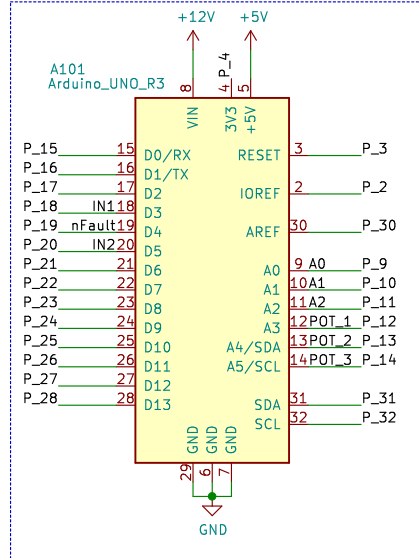 +12V +5V
A101
Arduino_UNO_R3
8 4 P_4 5
VIN 3V3 +5V
P_15 15 D0/RX RESET 3 P_3
P_16 16 D1/TX
P_17 17 D2 IOREF 2 P_2
P_18 IN1 18 D3
P_19 nFault 19 D4 AREF 30 P_30
P_20 IN2 20 D5
P_21 21 D6 A0 9 A0 P_9
P_22 22 D7 A1 10 A1 P_10
P_23 23 D8 A2 11 A2 P_11
P_24 24 D9 A3 12 POT_1 P_12
P_25 25 D10 A4/SDA 13 POT_2 P_13
P_26 26 D11 A5/SCL 14 POT_3 P_14
P_27 27 D12
P_28 28 D13 SDA 31 P_31
SCL 32 P_32
GND GND GND
29 6 7
GND